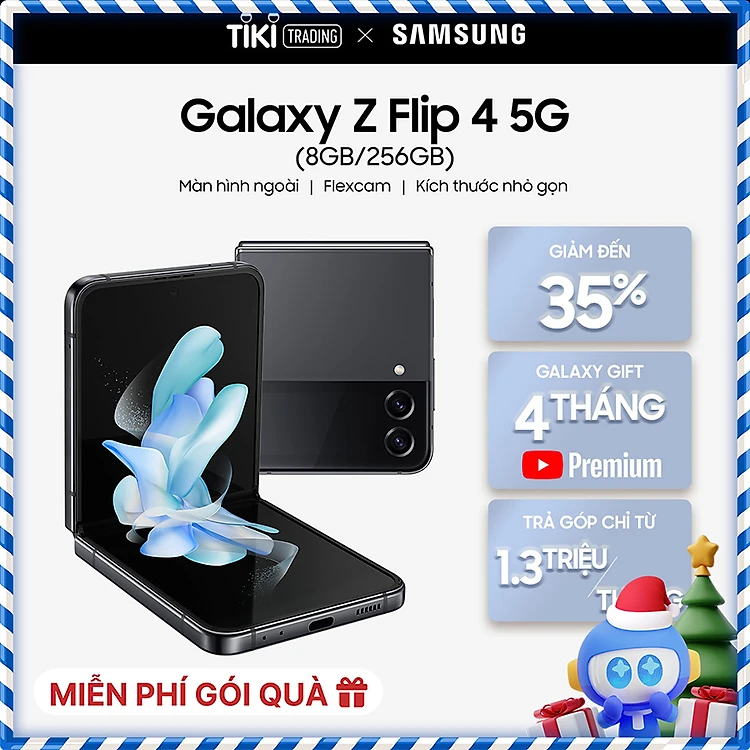 TIKI TRADING × SAMSUNG
Galaxy Z Flip 4 5G
(8GB/256GB)
Màn hình ngoài | Flexcam | Kích thước nhỏ gọn
GIẢM ĐẾN
35%
GALAXY GIFT
4 THÁNG
Premium
TRẢ GÓP CHỈ TỪ
1.3 TRIỆU/
MIỄN PHÍ GÓI QUÀ